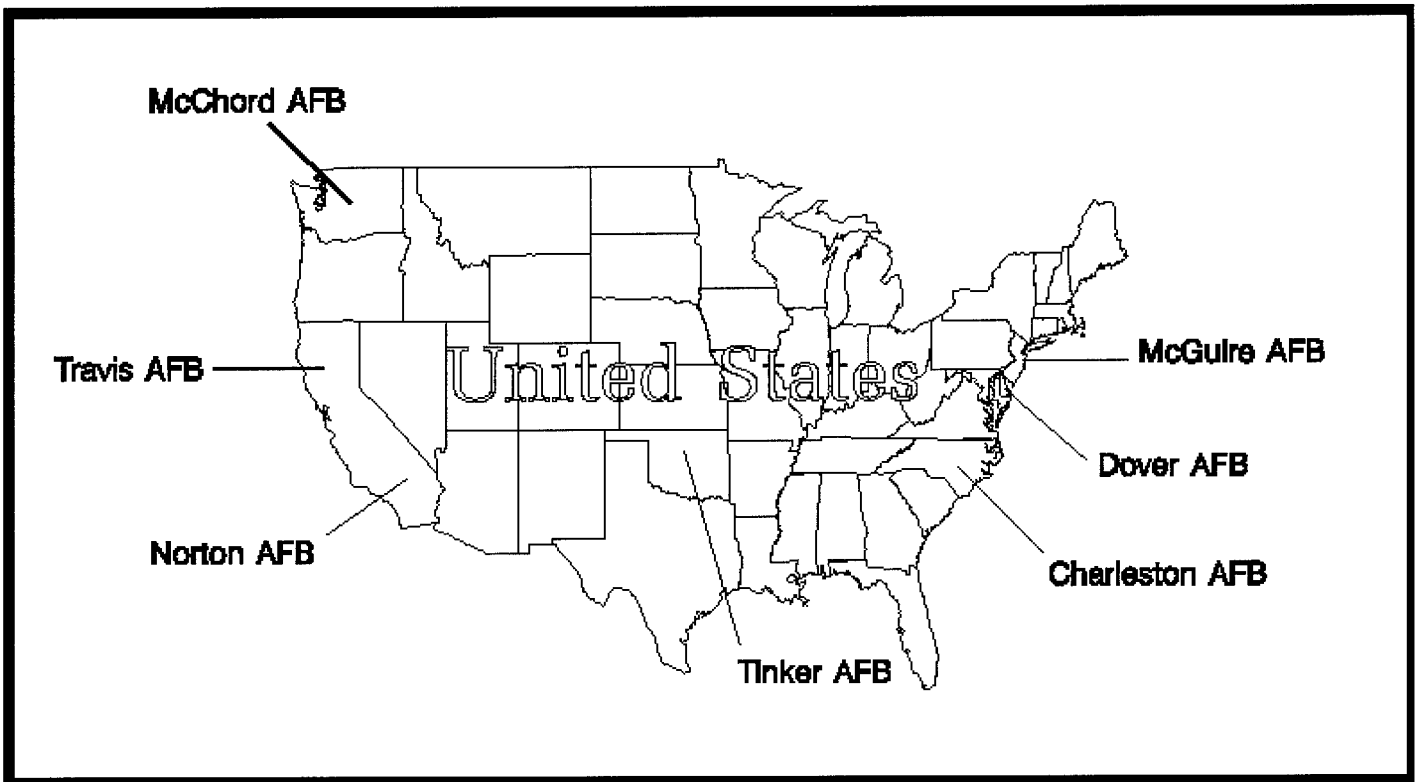 McChord AFB
Travis AFB
United States
McGuire AFB
Dover AFB
Norton AFB
Charleston AFB
Tinker AFB